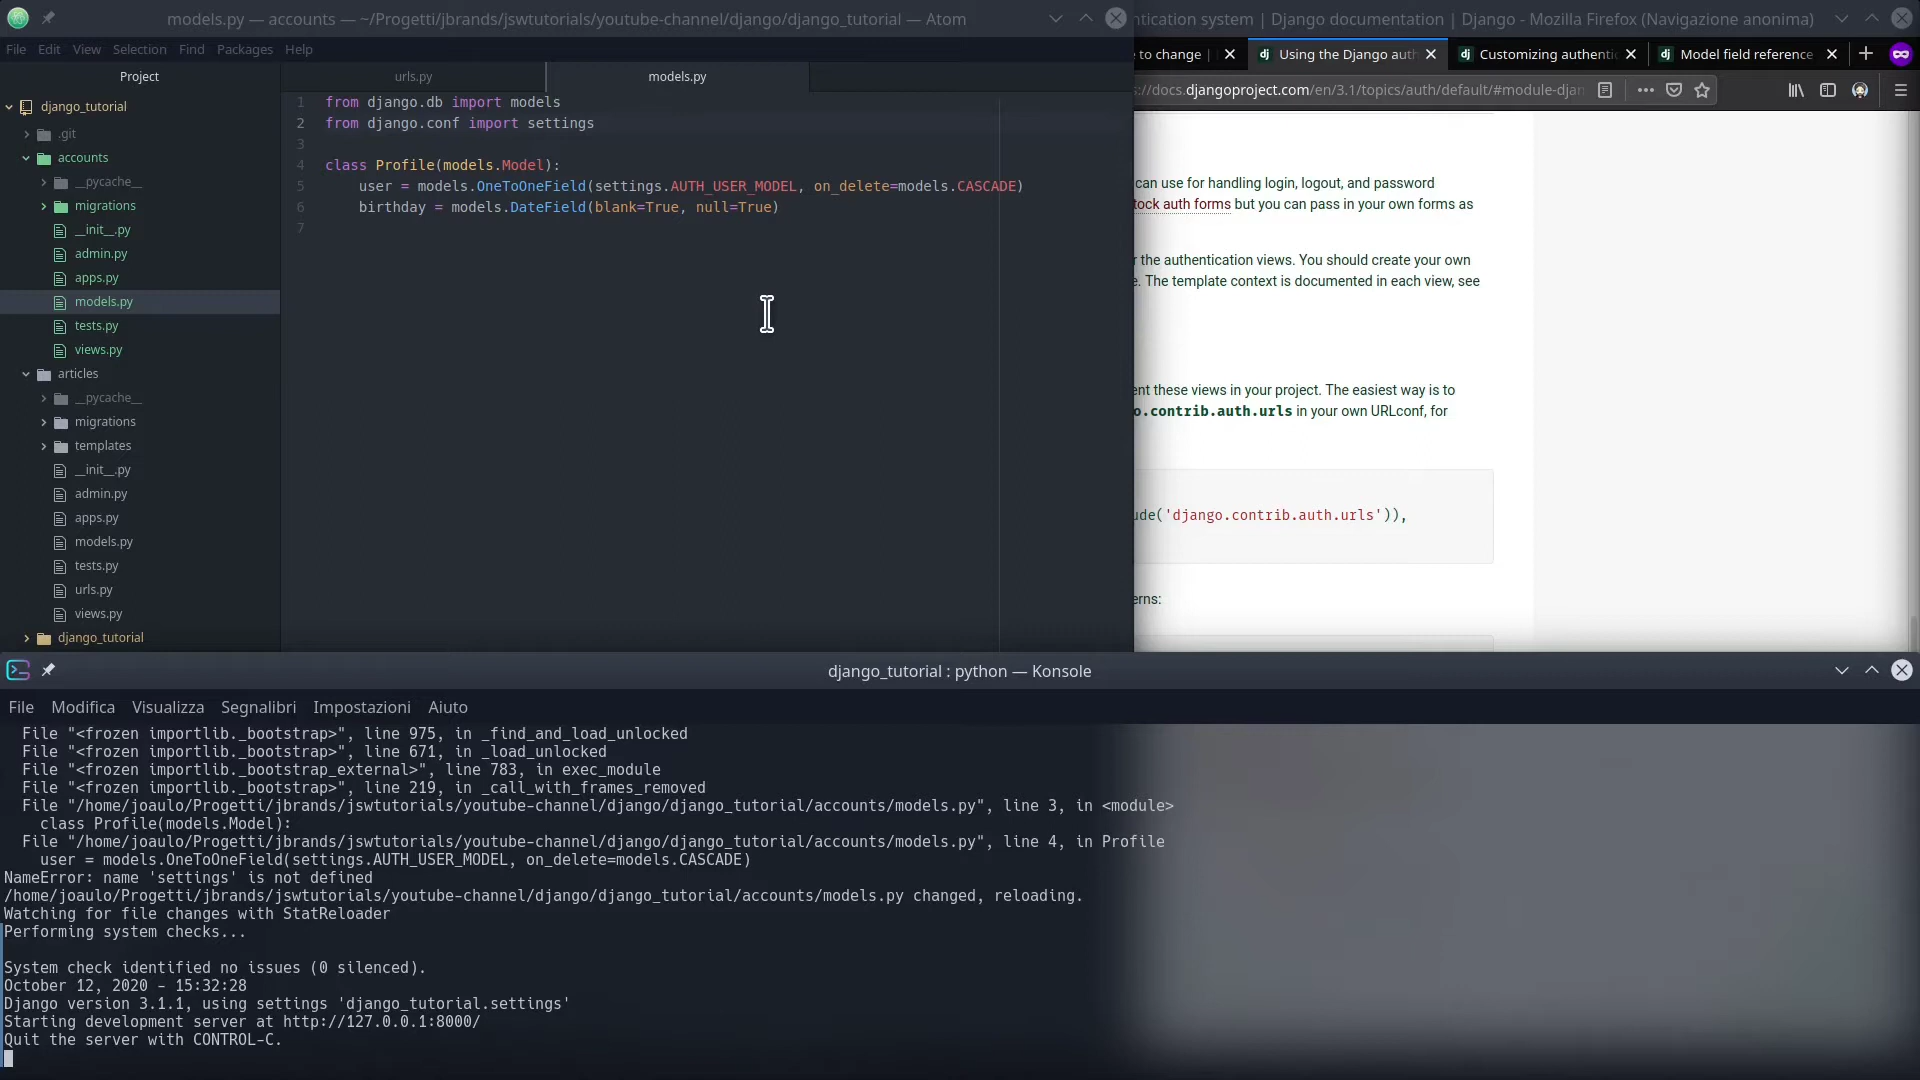 models.py — accounts — ~/Progetti/jbrands/jswtutorials/youtube-channel/django/django_tutorial — Atom
File Edit View Selection Find Packages Help
Project
django_tutorial
.git
accounts
__pycache__
migrations
__init__.py
admin.py
apps.py
models.py
tests.py
views.py
articles
__pycache__
migrations
templates
__init__.py
admin.py
apps.py
models.py
tests.py
urls.py
views.py
django_tutorial
urls.py
models.py
1 from django.db import models
2 from django.conf import settings
3
4 class Profile(models.Model):
5 user = models.OneToOneField(settings.AUTH_USER_MODEL, on_delete=models.CASCADE)
6 birthday = models.DateField(blank=True, null=True)
7
ntication system | Django documentation | Django - Mozilla Firefox (Navigazione anonima)
e to change |
dj Using the Django auth
dj Customizing authentic
dj Model field reference
s://docs.djangoproject.com/en/3.1/topics/auth/default/#module-djan
can use for handling login, logout, and password
tock auth forms but you can pass in your own forms as
r the authentication views. You should create your own
e. The template context is documented in each view, see
ent these views in your project. The easiest way is to
o.contrib.auth.urls in your own URLconf, for
ude('django.contrib.auth.urls')),
erns:
django_tutorial : python — Konsole
File Modifica Visualizza Segnalibri Impostazioni Aiuto
File "<frozen importlib._bootstrap>", line 975, in _find_and_load_unlocked
File "<frozen importlib._bootstrap>", line 671, in _load_unlocked
File "<frozen importlib._bootstrap_external>", line 783, in exec_module
File "<frozen importlib._bootstrap>", line 219, in _call_with_frames_removed
File "/home/joaulo/Progetti/jbrands/jswtutorials/youtube-channel/django/django_tutorial/accounts/models.py", line 3, in <module>
class Profile(models.Model):
File "/home/joaulo/Progetti/jbrands/jswtutorials/youtube-channel/django/django_tutorial/accounts/models.py", line 4, in Profile
user = models.OneToOneField(settings.AUTH_USER_MODEL, on_delete=models.CASCADE)
NameError: name 'settings' is not defined
/home/joaulo/Progetti/jbrands/jswtutorials/youtube-channel/django/django_tutorial/accounts/models.py changed, reloading.
Watching for file changes with StatReloader
Performing system checks...
System check identified no issues (0 silenced).
October 12, 2020 - 15:32:28
Django version 3.1.1, using settings 'django_tutorial.settings'
Starting development server at http://127.0.0.1:8000/
Quit the server with CONTROL-C.